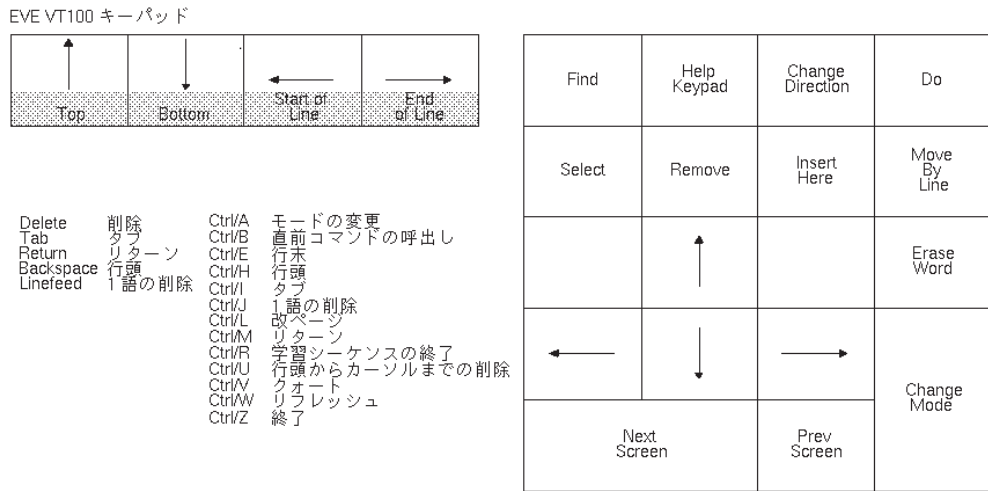 EVE VT100 キーパッド
Top
Bottom
Start of
Line
End
of Line
Delete 削除
Tab タブ
Return リターン
Backspace 行頭
Linefeed 1語の削除
Ctrl/A モードの変更
Ctrl/B 直前コマンドの呼出し
Ctrl/E 行末
Ctrl/H 行頭
Ctrl/I タブ
Ctrl/J 1語の削除
Ctrl/L 改ページ
Ctrl/M リターン
Ctrl/R 学習シーケンスの終了
Ctrl/U 行頭からカーソルまでの削除
Ctrl/V クォート
Ctrl/W リフレッシュ
Ctrl/Z 終了
Find
Help
Keypad
Change
Direction
Do
Select
Remove
Insert
Here
Move
By
Line
Erase
Word
Change
Mode
Next
Screen
Prev
Screen